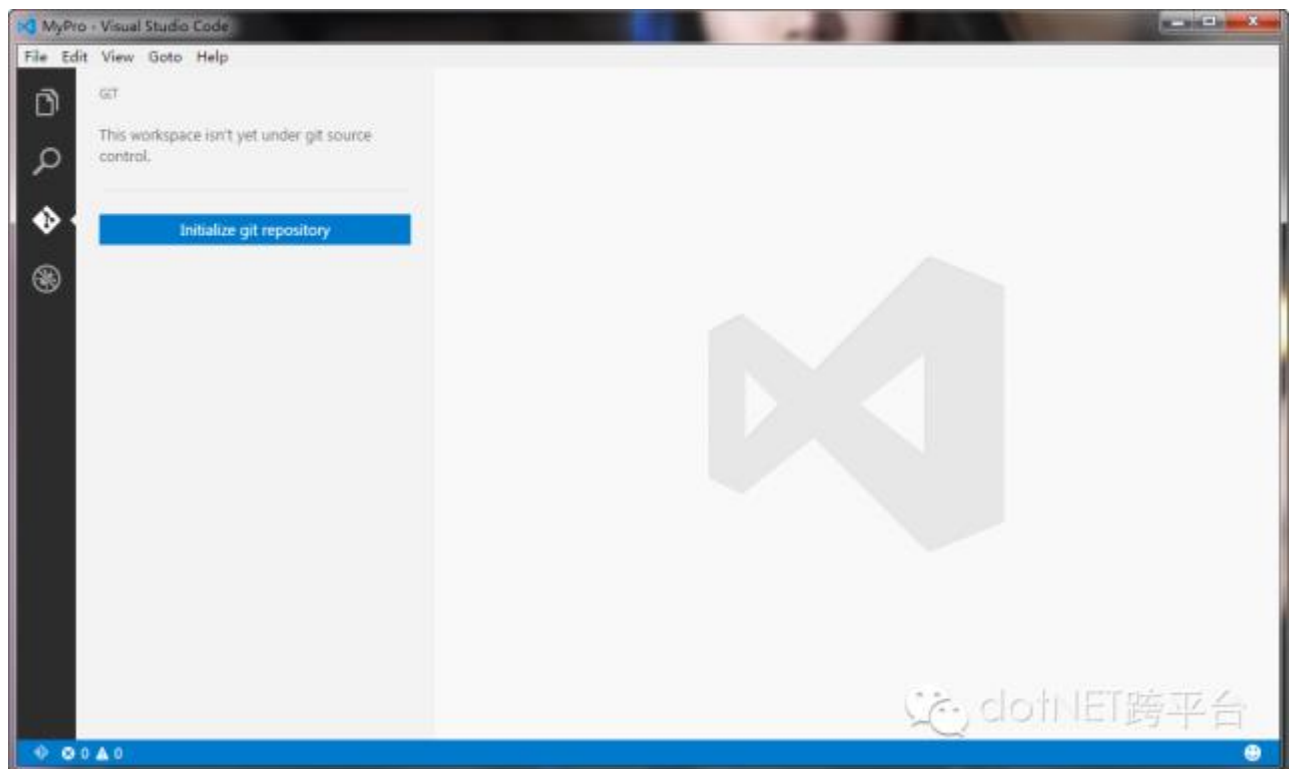 MyPro - Visual Studio Code
File Edit View Goto Help
GIT
This workspace isn't yet under git source
control.
Initialize git repository
dotNET跨平台
0 0